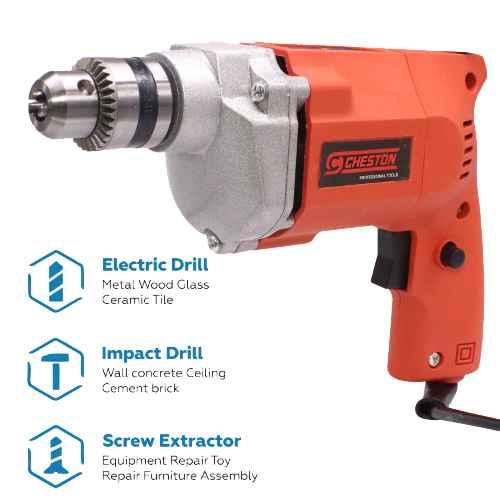 CHESTON
PROFESSIONAL TOOLS
Electric Drill
Metal Wood Glass
Ceramic Tile
Impact Drill
Wall concrete Ceiling
Cement brick
Screw Extractor
Equipment Repair Toy
Repair Furniture Assembly